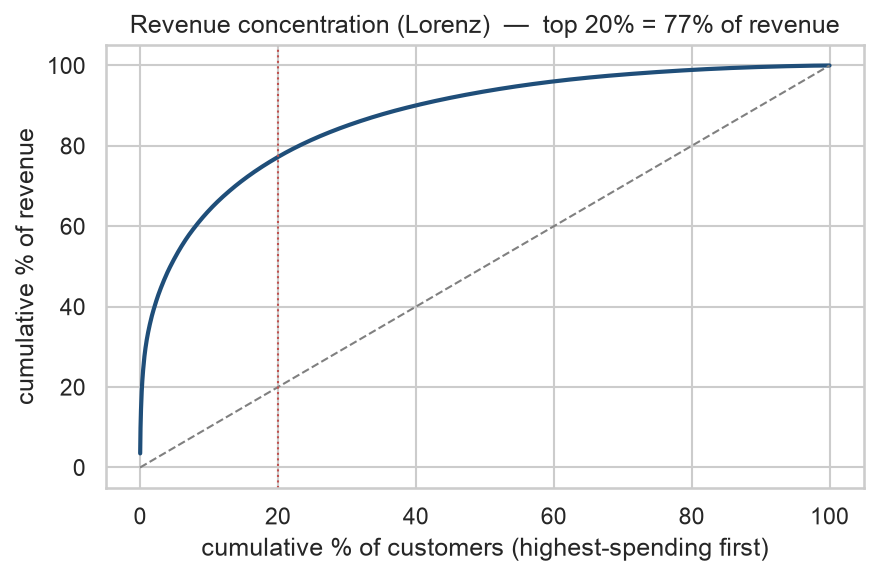 Revenue concentration (Lorenz) — top 20% = 77% of revenue
cumulative % of revenue
100
80
60
40
20
0
0 20 40 60 80 100
cumulative % of customers (highest-spending first)